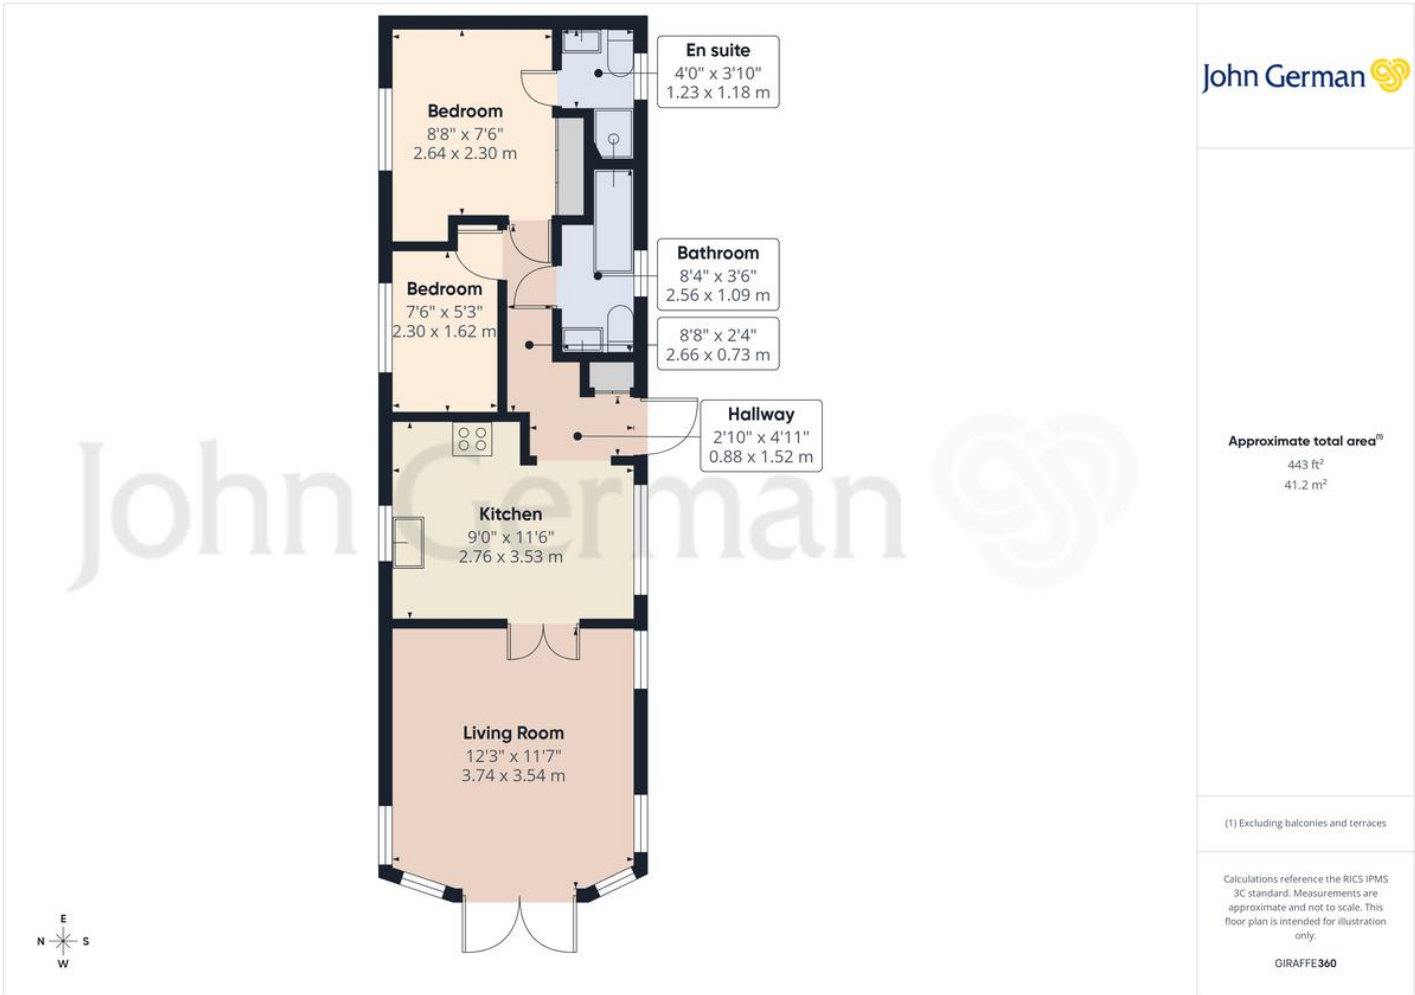 En suite
4'0" x 3'10"
1.23 x 1.18 m
Bedroom
8'8" x 7'6"
2.64 x 2.30 m
Bathroom
8'4" x 3'6"
2.56 x 1.09 m
Bedroom
7'6" x 5'3"
2.30 x 1.62 m
8'8" x 2'4"
2.66 x 0.73 m
Hallway
2'10" x 4'11"
0.88 x 1.52 m
John German
Kitchen
9'0" x 11'6"
2.76 x 3.53 m
Living Room
12'3" x 11'7"
3.74 x 3.54 m
E
N S
W
John German
Approximate total area(1)
443 ft²
41.2 m²
(1) Excluding balconies and terraces
Calculations reference the RICS IPMS
3C standard. Measurements are
approximate and not to scale. This
floor plan is intended for illustration
only.
GIRAFFE360